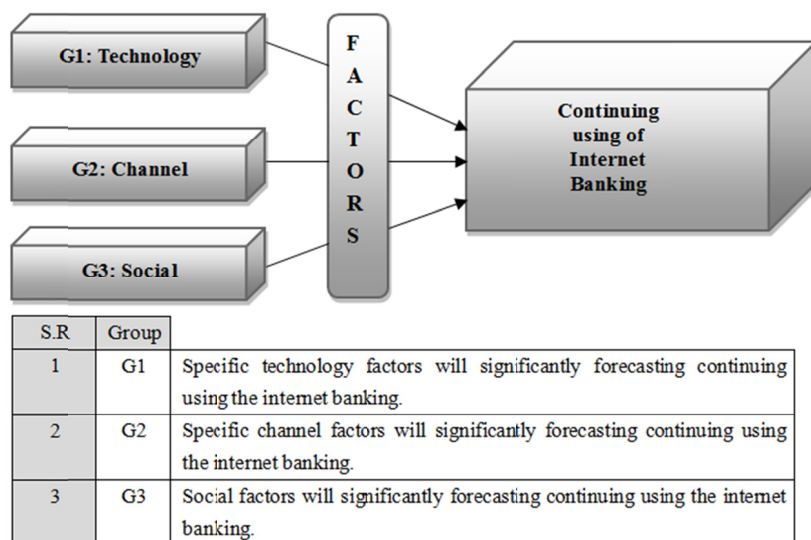 G1: Technology
G2: Channel
G3: Social
F
A
C
T
O
R
S
Continuing
using of
Internet
Banking
S.R Group
1 G1 Specific technology factors will significantly forecasting continuing
using the internet banking.
2 G2 Specific channel factors will significantly forecasting continuing using
the internet banking.
3 G3 Social factors will significantly forecasting continuing using the internet
banking.